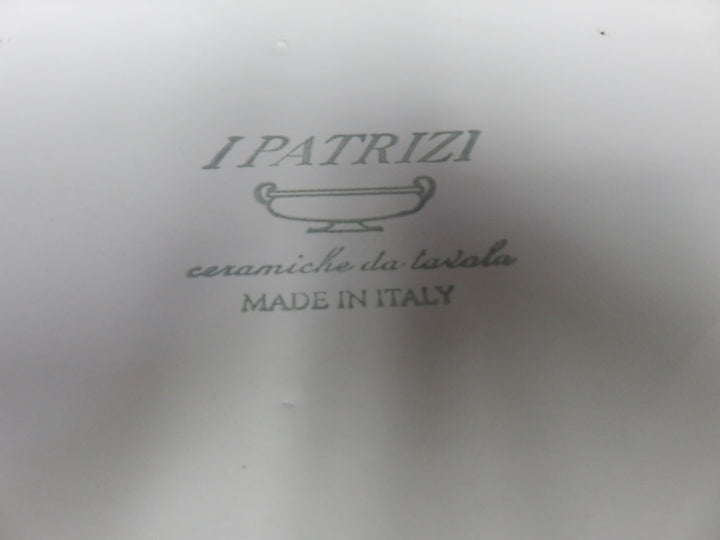 I PATRIZI
ceramiche da tavola
MADE IN ITALY